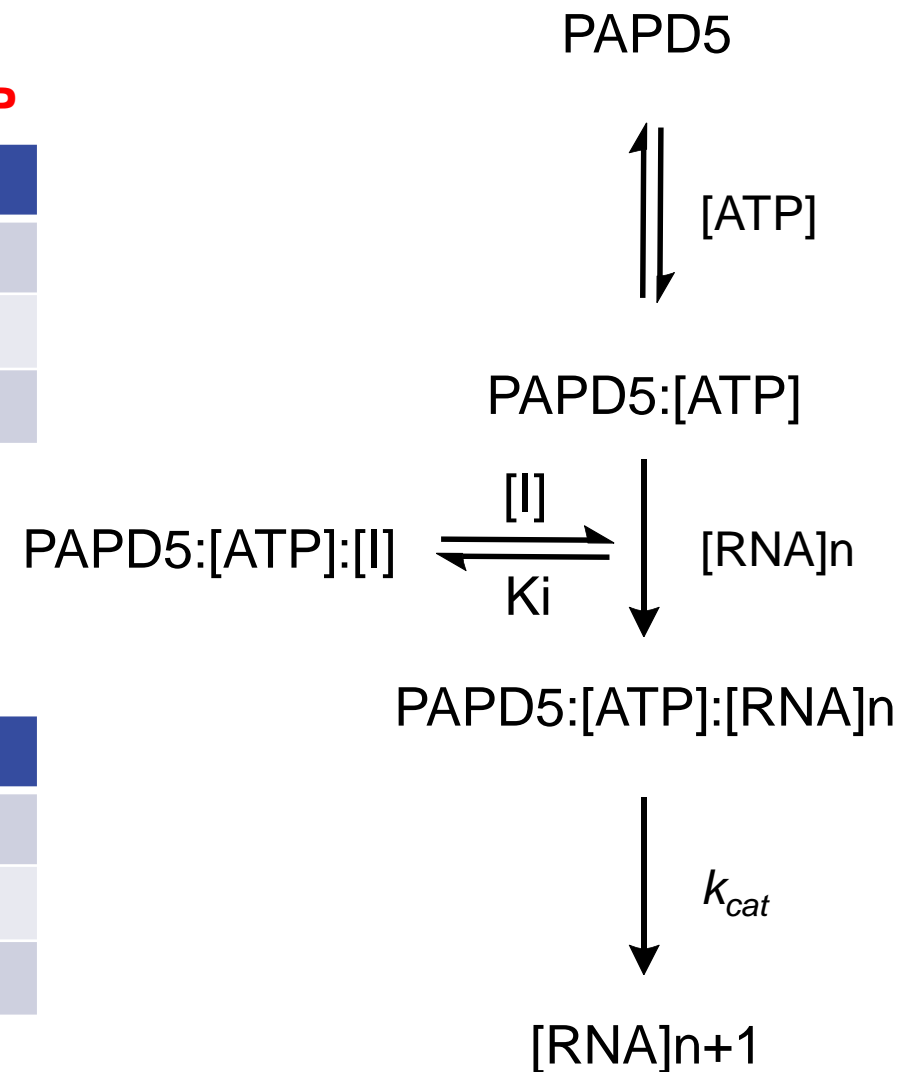 PAPD5
P
[ATP]
PAPD5:[ATP]
[I]
PAPD5:[ATP]:[I]
[RNA]n
Ki
PAPD5:[ATP]:[RNA]n
kcat
[RNA]n+1